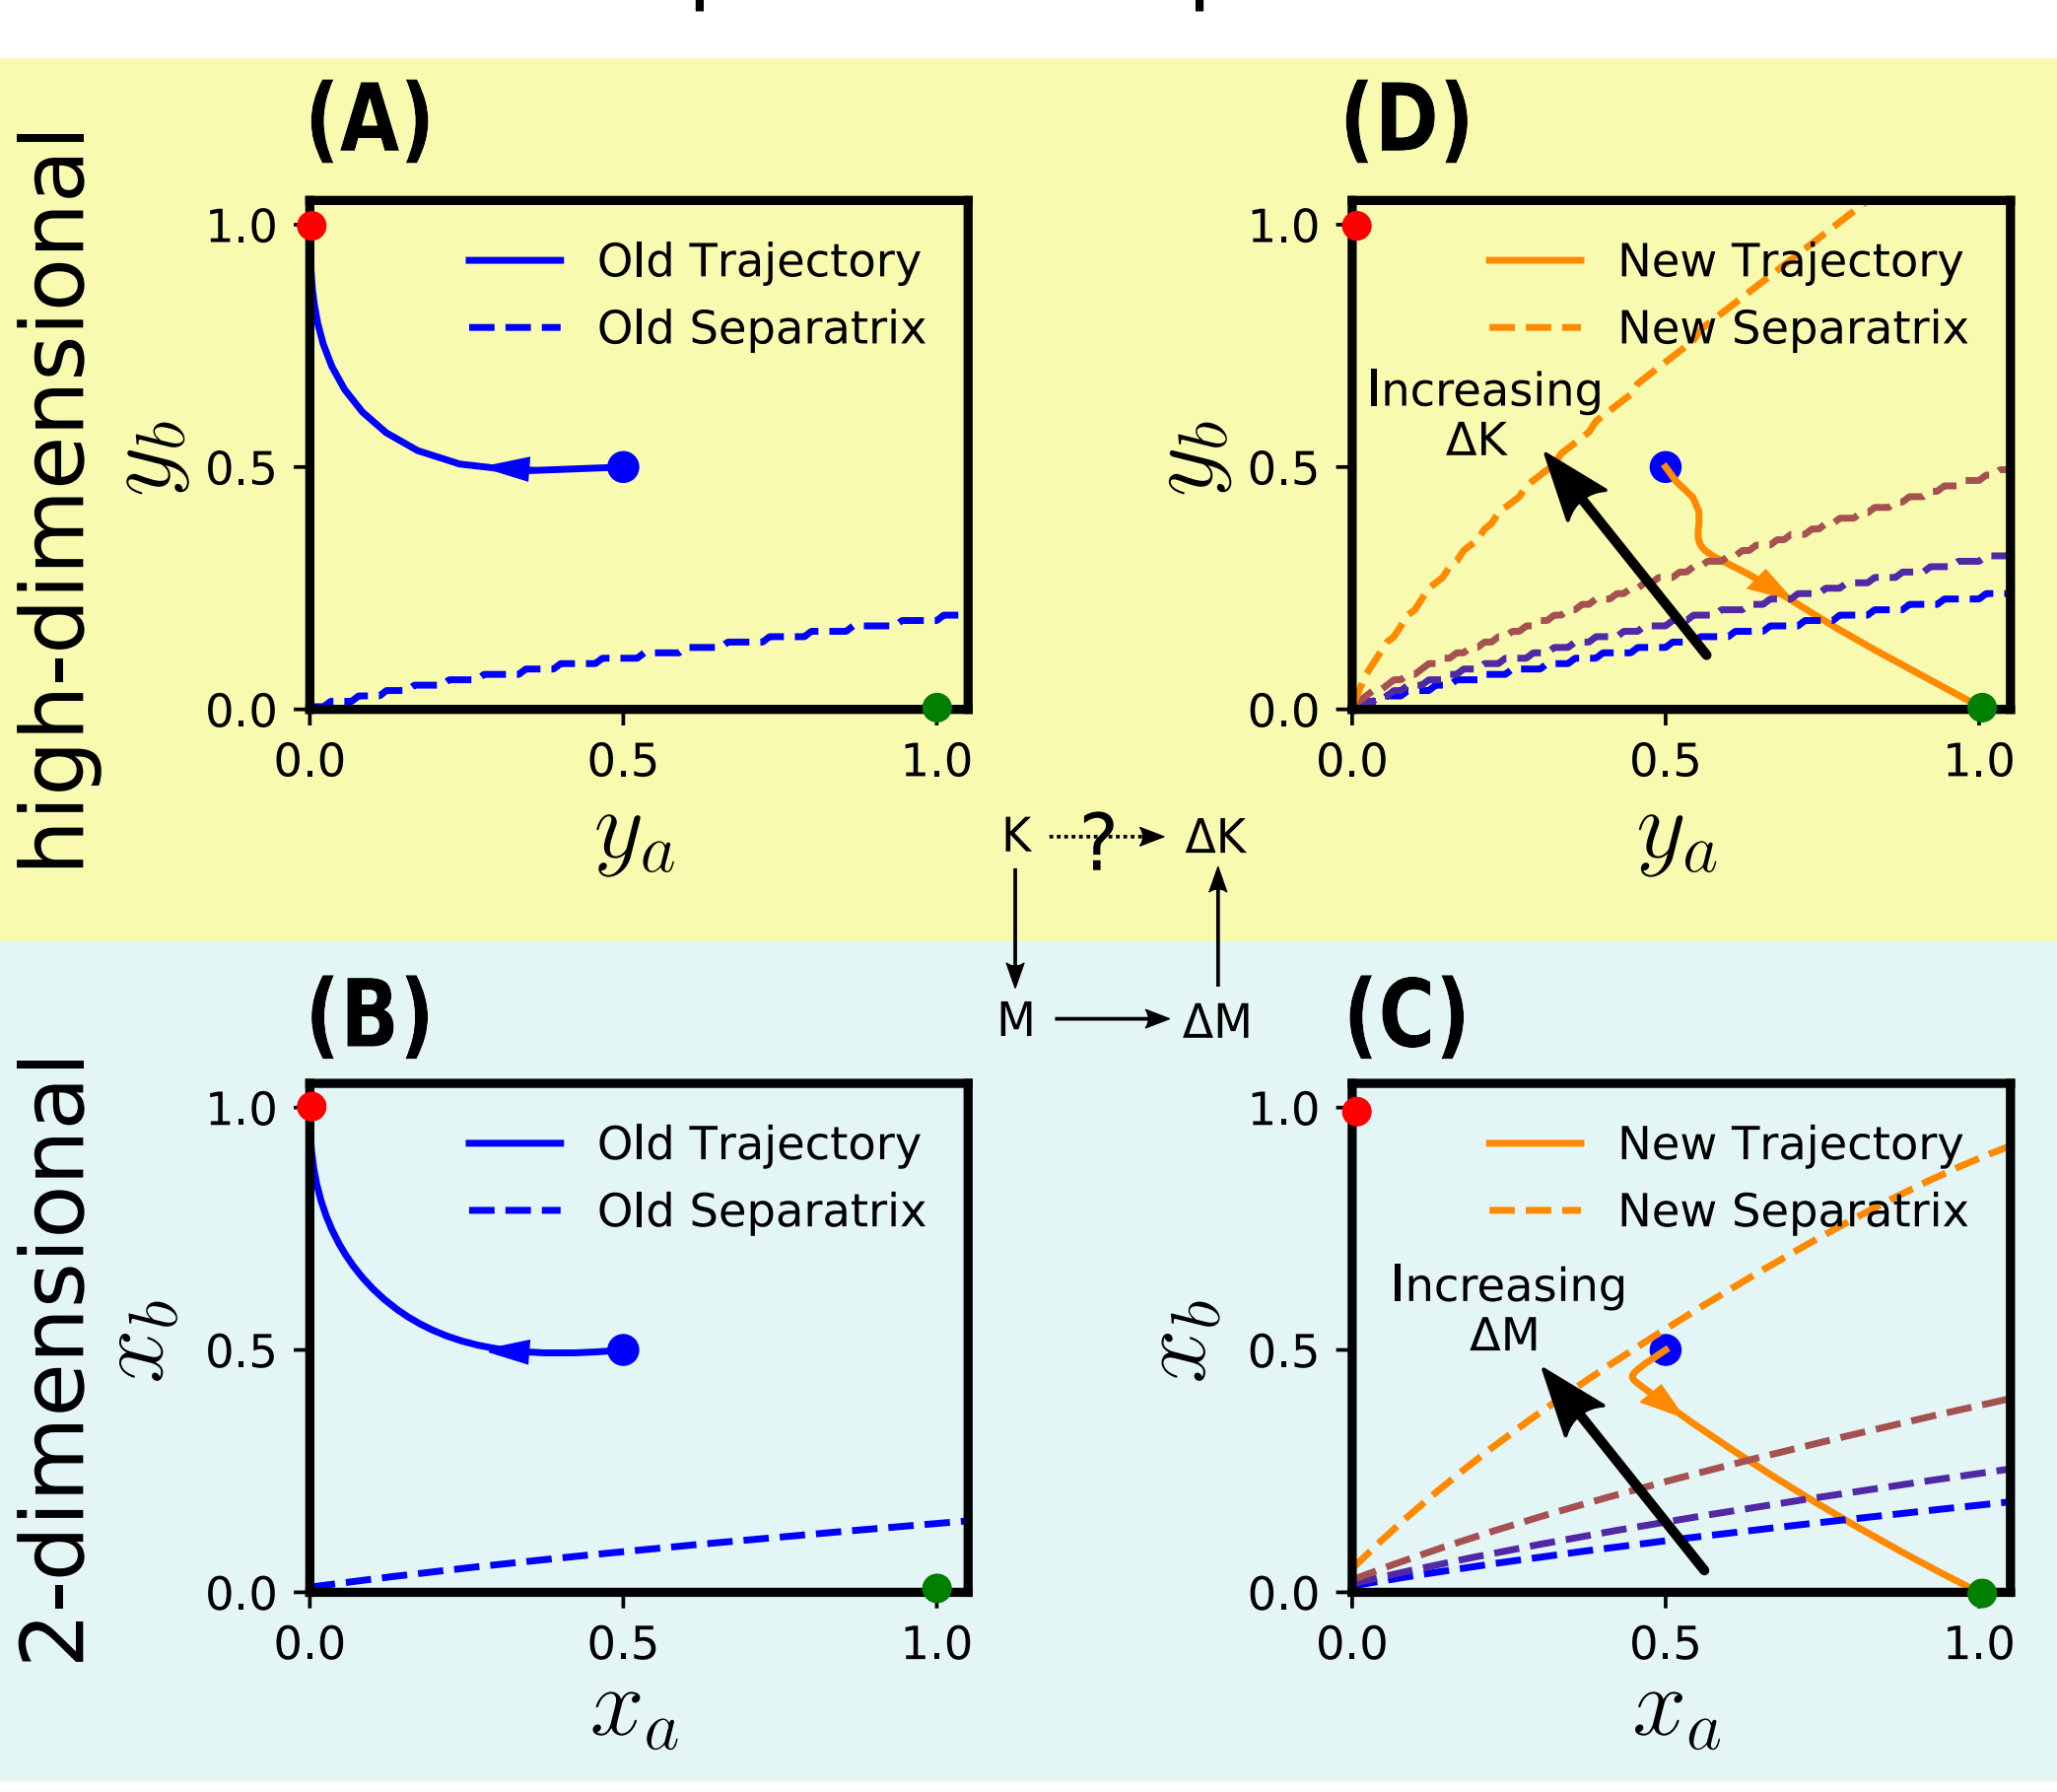 high-dimensional
(A)
1.0
0.5
0.0
y_b
Old Trajectory
Old Separatrix
0.0 0.5 1.0
y_a
(D)
1.0
0.5
0.0
y_b
New Trajectory
New Separatrix
Increasing
ΔK
0.0 0.5 1.0
y_a
K ? ΔK
M ΔM
2-dimensional
(B)
1.0
0.5
0.0
x_b
Old Trajectory
Old Separatrix
0.0 0.5 1.0
x_a
(C)
1.0
0.5
0.0
x_b
New Trajectory
New Separatrix
Increasing
ΔM
0.0 0.5 1.0
x_a